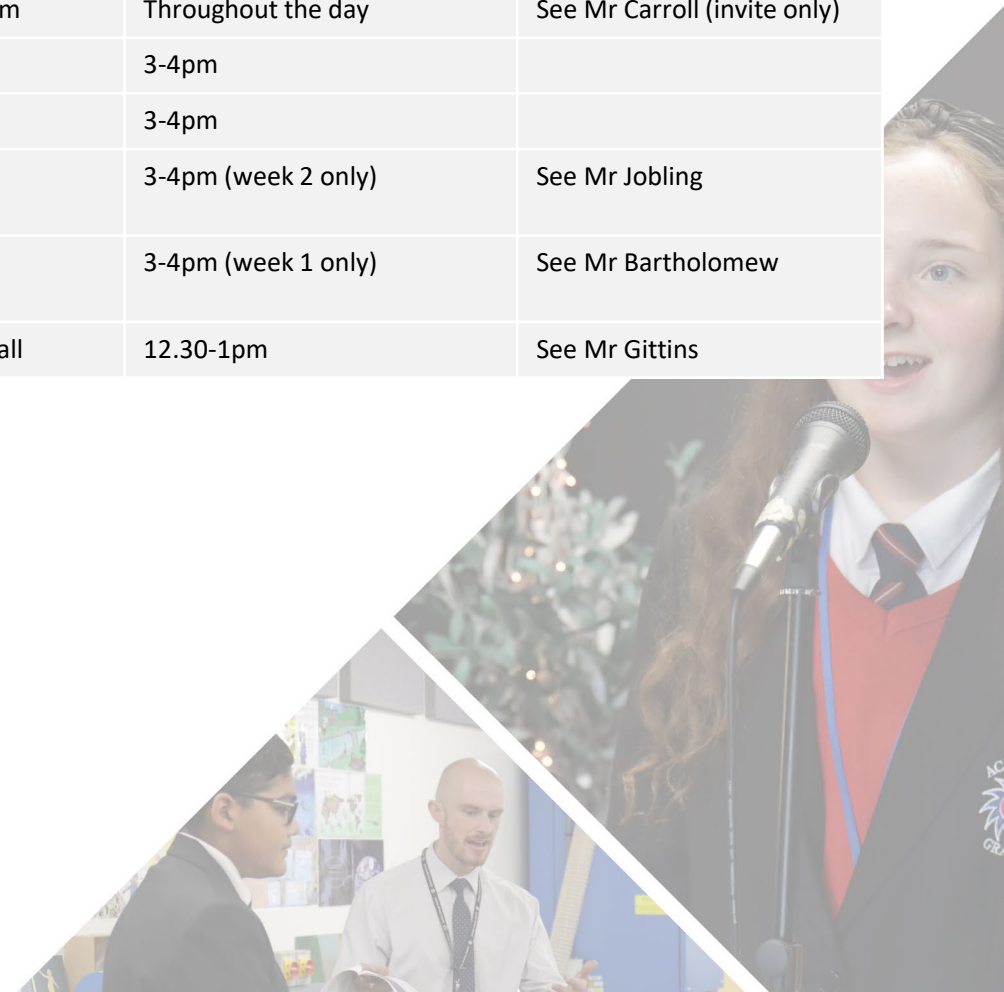 m Throughout the day See Mr Carroll (invite only)
3-4pm
3-4pm
3-4pm (week 2 only) See Mr Jobling
3-4pm (week 1 only) See Mr Bartholomew
all 12.30-1pm See Mr Gittins